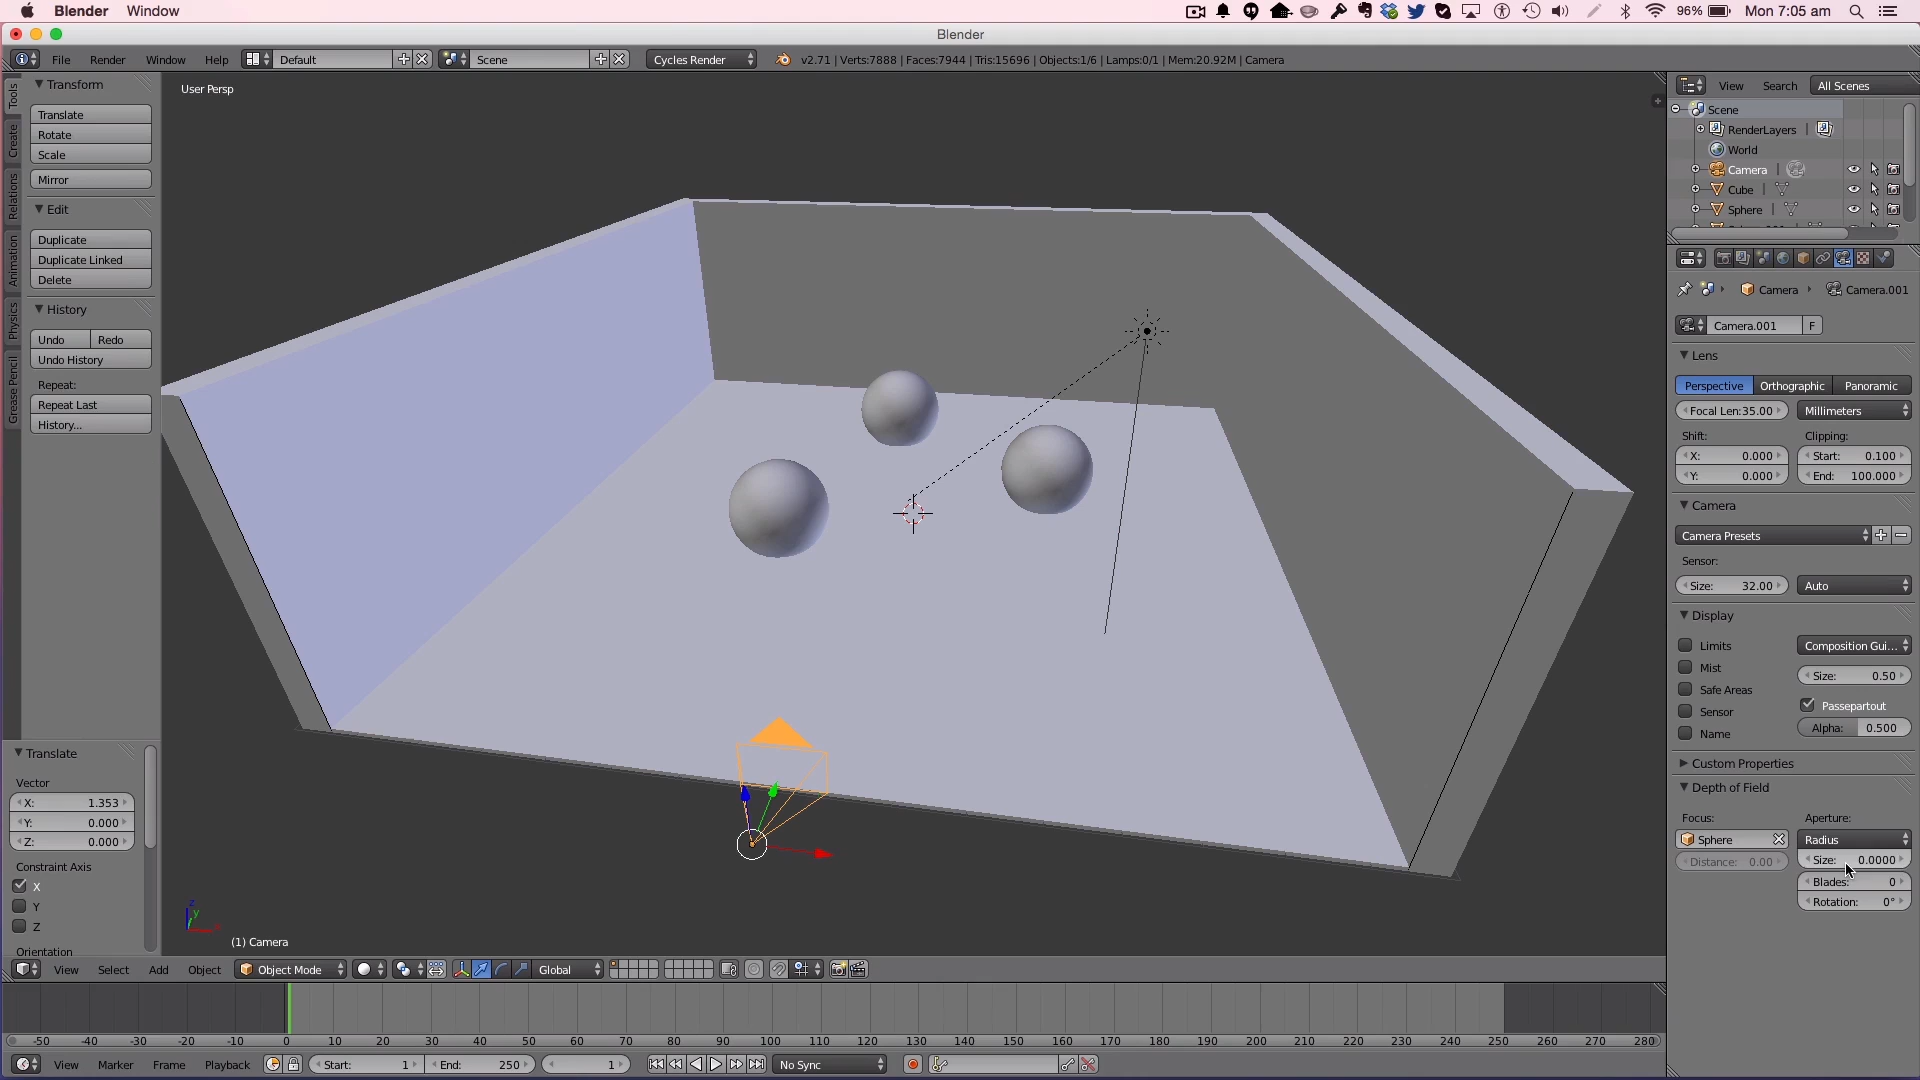 Blender Window 96% Mon 7:05 am
Blender
File Render Window Help Default Scene Cycles Render v2.71 | Verts:7888 | Faces:7944 | Tris:15696 | Objects:1/6 | Lamps:0/1 | Mem:20.92M | Camera
Tools
Create
Relations
Animation
Physics
Grease Pencil
Transform
Translate
Rotate
Scale
Mirror
Edit
Duplicate
Duplicate Linked
Delete
History
Undo Redo
Undo History
Repeat:
Repeat Last
History...
Translate
Vector
X: 1.353
Y: 0.000
Z: 0.000
Constraint Axis
X
Y
Z
Orientation
User Persp
z
y
x
(1) Camera
View Search All Scenes
Scene
RenderLayers |
World
Camera |
Cube |
Sphere |
Camera Camera.001
Camera.001 F
Lens
Perspective Orthographic Panoramic
Focal Len:35.00 Millimeters
Shift: Clipping:
X: 0.000 Start: 0.100
Y: 0.000 End: 100.000
Camera
Camera Presets
Sensor:
Size: 32.00 Auto
Display
Limits Composition Gui...
Mist Size: 0.50
Safe Areas Passepartout
Sensor Alpha: 0.500
Name
Custom Properties
Depth of Field
Focus: Aperture:
Sphere Radius
Distance: 0.00 Size: 0.0000
Blades: 0
Rotation: 0°
View Select Add Object Object Mode Global
-50 -40 -30 -20 -10 0 10 20 30 40 50 60 70 80 90 100 110 120 130 140 150 160 170 180 190 200 210 220 230 240 250 260 270 280
View Marker Frame Playback Start: 1 End: 250 1 No Sync